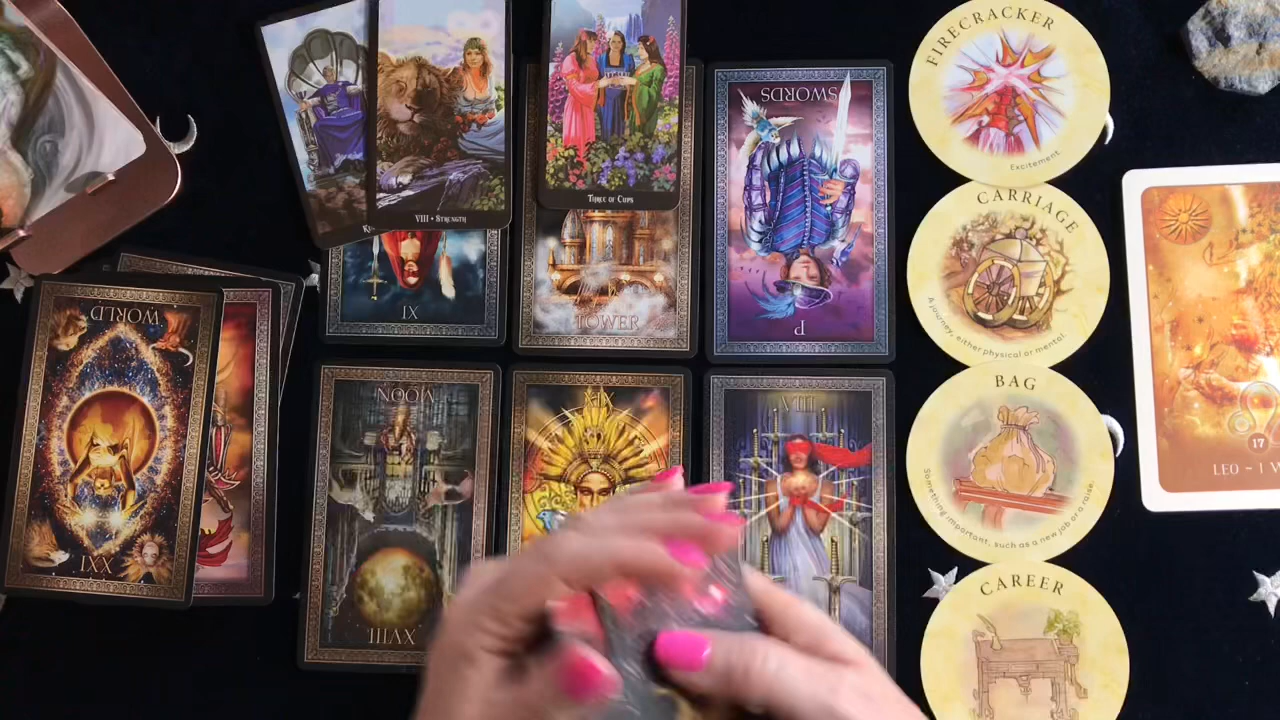 VIII • STRENGTH
THREE OF CUPS
SWORDS
P
IX
TOWER
WORLD
XXI
MOON
XVIII
XIX
VIII
FIRECRACKER
Excitement.
CARRIAGE
A journey, either physical or mental.
BAG
Something important, such as a new job or a raise.
CAREER
17
LEO ~ I